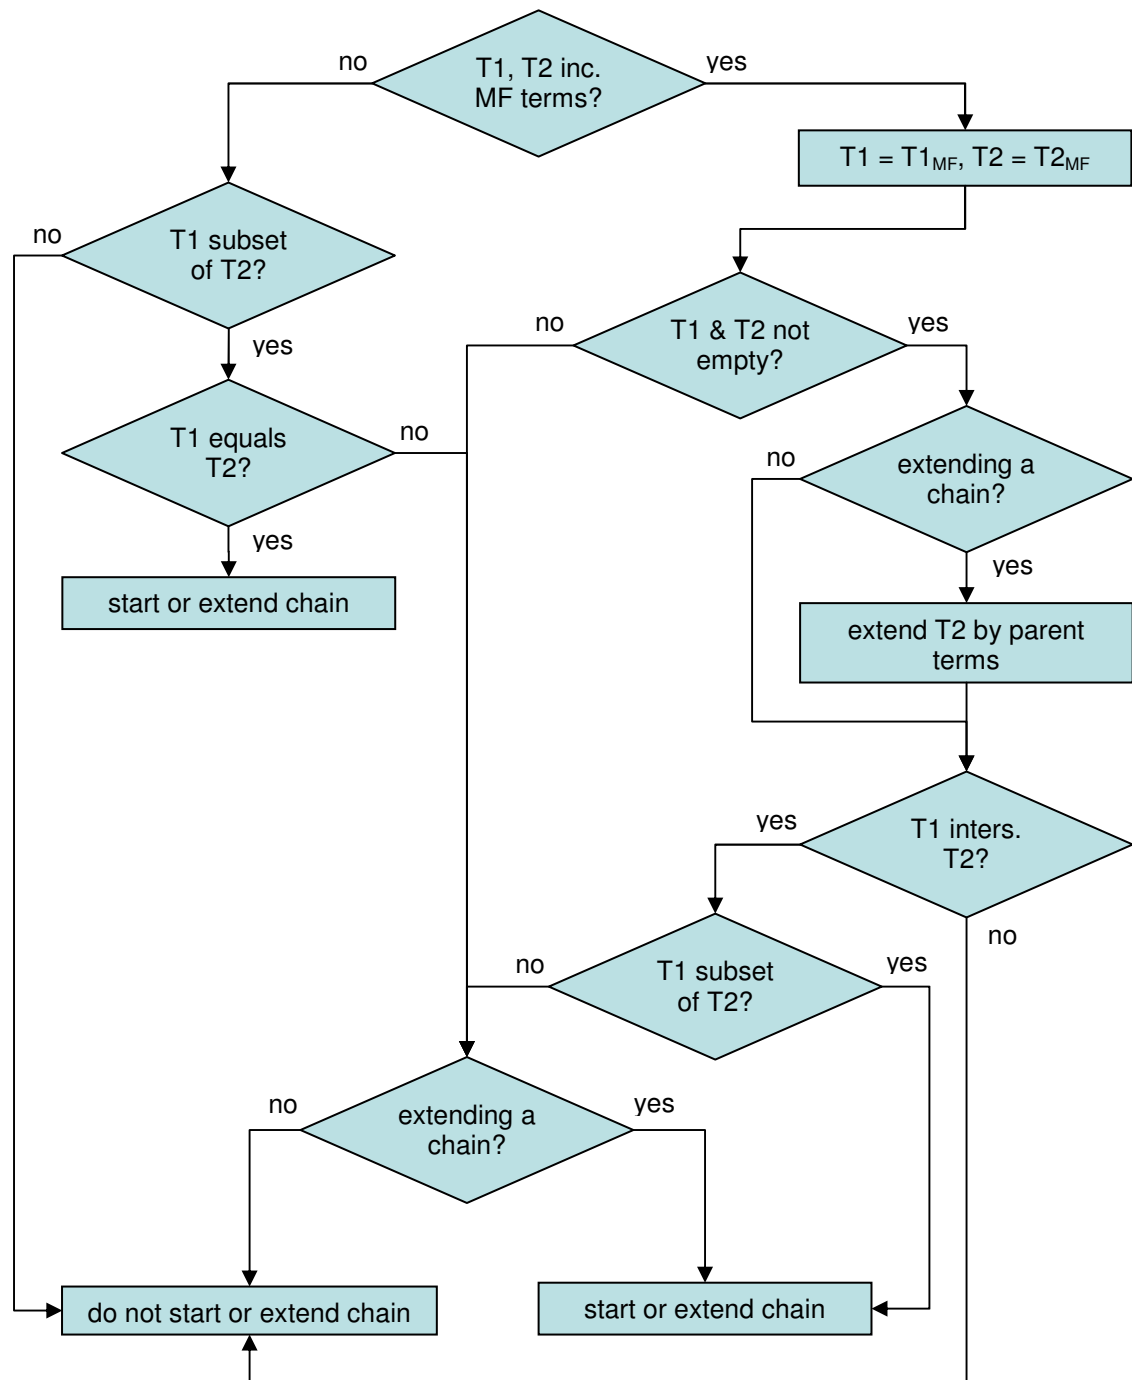 no
T1, T2 inc.
MF terms?
yes
T1 = T1MF, T2 = T2MF
no
T1 subset
of T2?
yes
no
T1 & T2 not
empty?
yes
T1 equals
T2?
no
yes
start or extend chain
no
extending a
chain?
yes
extend T2 by parent
terms
yes
T1 inters.
T2?
no
no
T1 subset
of T2?
yes
no
extending a
chain?
yes
do not start or extend chain
start or extend chain